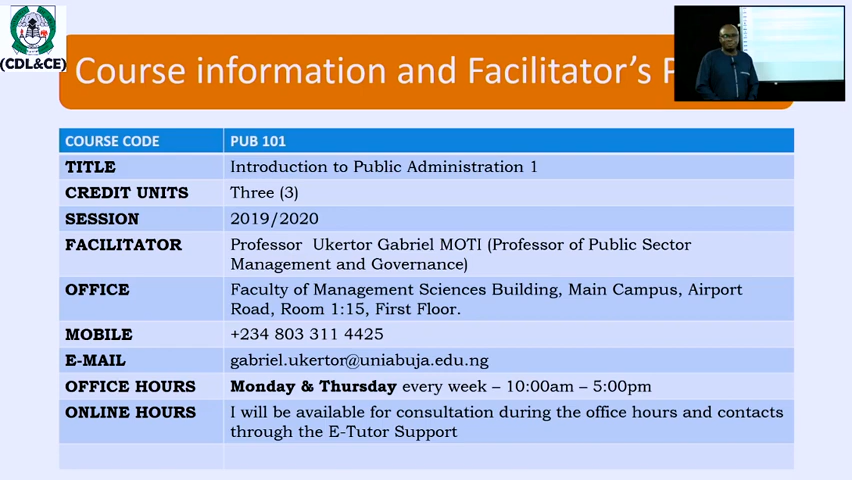 (CDL&CE)
Course information and Facilitator's P
COURSE CODE PUB 101
TITLE Introduction to Public Administration 1
CREDIT UNITS Three (3)
SESSION 2019/2020
FACILITATOR Professor Ukertor Gabriel MOTI (Professor of Public Sector
Management and Governance)
OFFICE Faculty of Management Sciences Building, Main Campus, Airport
Road, Room 1:15, First Floor.
MOBILE +234 803 311 4425
E-MAIL gabriel.ukertor@uniabuja.edu.ng
OFFICE HOURS Monday & Thursday every week – 10:00am – 5:00pm
ONLINE HOURS I will be available for consultation during the office hours and contacts
through the E-Tutor Support